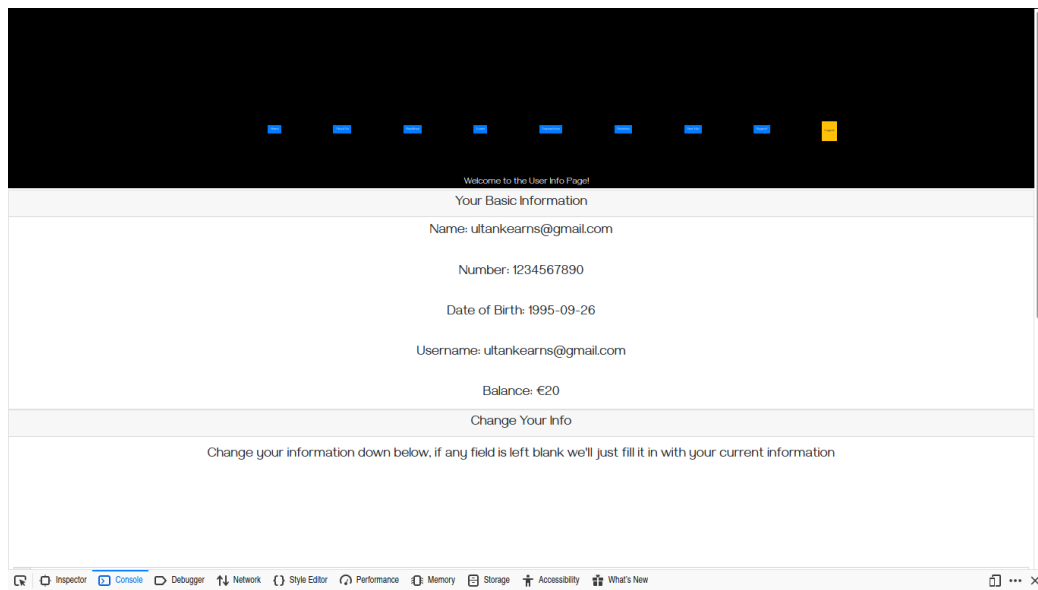 Support
Welcome to the User Info Page!
Your Basic Information
Name: ultankearns@gmail.com
Number: 1234567890
Date of Birth: 1995-09-26
Username: ultankearns@gmail.com
Balance: €20
Change Your Info
Change your information down below, if any field is left blank we'll just fill it in with your current information
Inspector Console Debugger Network Style Editor Performance Memory Storage Accessibility What's New